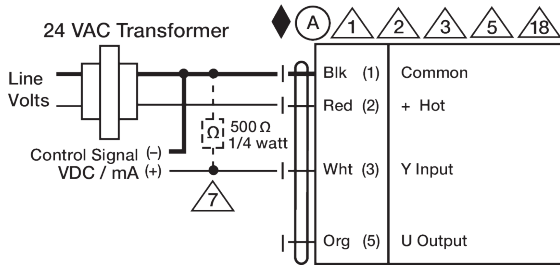 24 VAC Transformer
A 1 2 3 5 18
Line
Volts
Blk (1) Common
Red (2) + Hot
Ω 500 Ω
1/4 watt
Control Signal (-)
VDC / mA (+)
Wht (3) Y Input
7
Org (5) U Output